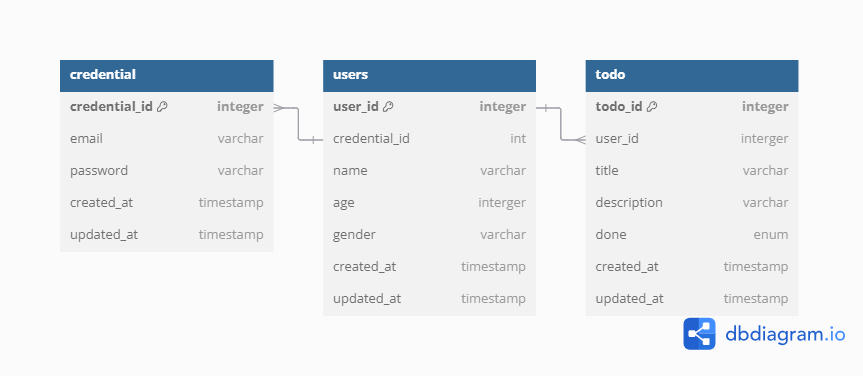 credential
credential_id integer
email varchar
password varchar
created_at timestamp
updated_at timestamp
users
user_id integer
credential_id int
name varchar
age interger
gender varchar
created_at timestamp
updated_at timestamp
todo
todo_id integer
user_id interger
title varchar
description varchar
done enum
created_at timestamp
updated_at timestamp
dbdiagram.io